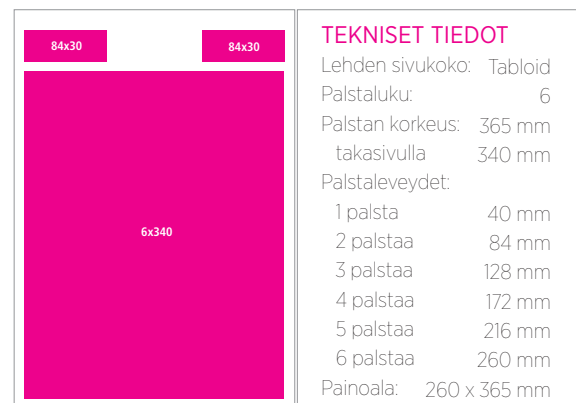 84x30
84x30
6x340
TEKNISET TIEDOT
Lehden sivukoko: Tabloid
Palstaluku: 6
Palstan korkeus: 365 mm
takasivulla 340 mm
Palstaleveydet:
1 palsta 40 mm
2 palstaa 84 mm
3 palstaa 128 mm
4 palstaa 172 mm
5 palstaa 216 mm
6 palstaa 260 mm
Painoala: 260 x 365 mm